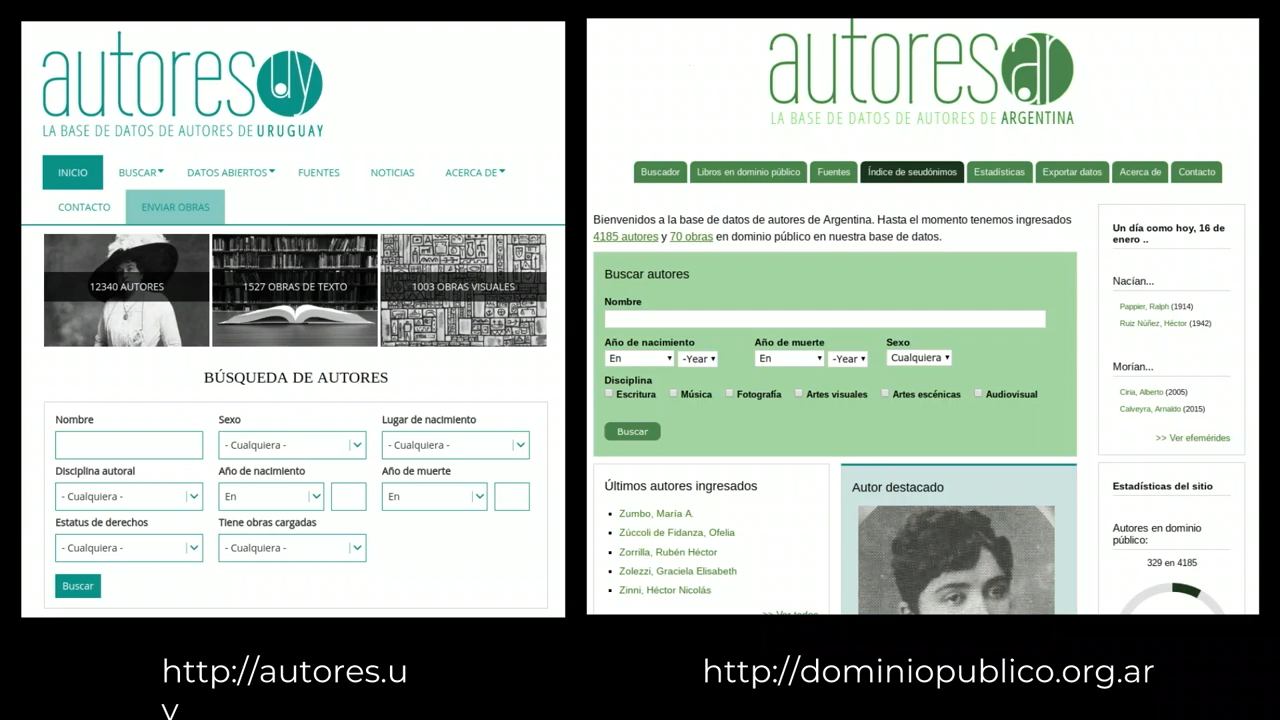 autoresuy
LA BASE DE DATOS DE AUTORES DE URUGUAY
INICIO
BUSCAR
DATOS ABIERTOS
FUENTES
NOTICIAS
ACERCA DE
CONTACTO
ENVIAR OBRAS
12340 AUTORES
1527 OBRAS DE TEXTO
1003 OBRAS VISUALES
BÚSQUEDA DE AUTORES
Nombre
Sexo
Lugar de nacimiento
- Cualquiera -
- Cualquiera -
Disciplina autoral
Año de nacimiento
Año de muerte
- Cualquiera -
En
En
Estatus de derechos
Tiene obras cargadas
- Cualquiera -
- Cualquiera -
Buscar
http://autores.u
y
autoresar
LA BASE DE DATOS DE AUTORES DE ARGENTINA
Buscador
Libros en dominio público
Fuentes
Índice de seudónimos
Estadísticas
Exportar datos
Acerca de
Contacto
Bienvenidos a la base de datos de autores de Argentina. Hasta el momento tenemos ingresados
4185 autores y 70 obras en dominio público en nuestra base de datos.
Buscar autores
Nombre
Año de nacimiento
Año de muerte
Sexo
En
-Year
En
-Year
Cualquiera
Disciplina
Escritura
Música
Fotografía
Artes visuales
Artes escénicas
Audiovisual
Buscar
Últimos autores ingresados
Zumbo, María A.
Zúccoli de Fidanza, Ofelia
Zorrilla, Rubén Héctor
Zolezzi, Graciela Elisabeth
Zinni, Héctor Nicolás
>> Ver todos
Autor destacado
Un día como hoy, 16 de
enero ..
Nacían...
Pappier, Ralph (1914)
Ruiz Núñez, Héctor (1942)
Morían...
Ciria, Alberto (2005)
Calveyra, Arnaldo (2015)
>> Ver efemérides
Estadísticas del sitio
Autores en dominio
público:
329 en 4185
http://dominiopublico.org.ar